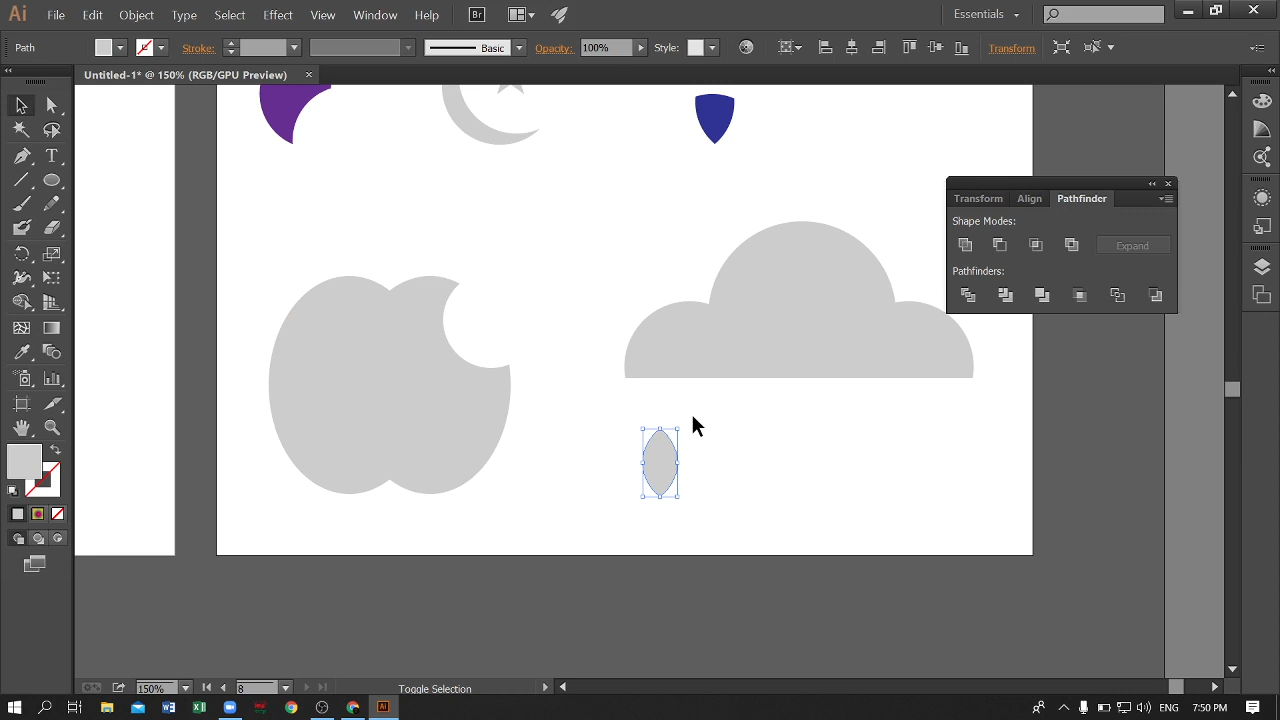 Ai File Edit Object Type Select Effect View Window Help Br Essentials
Path Stroke: Basic Opacity: 100% Style: Transform
Untitled-1* @ 150% (RGB/GPU Preview)
Transform Align Pathfinder
Shape Modes:
Expand
Pathfinders:
150% 8 Toggle Selection
Ai ENG 7:50 PM